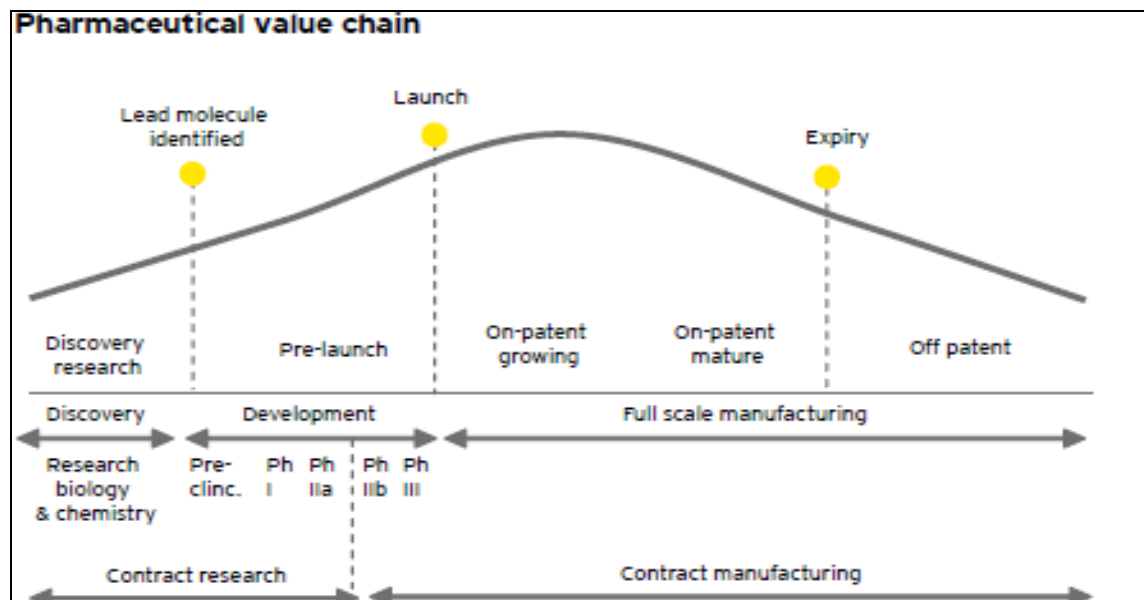 Pharmaceutical value chain
Launch
Lead molecule
identified
Expiry
Discovery
research
Pre-launch
On-patent
growing
On-patent
mature
Off patent
Discovery
Development
Full scale manufacturing
Research
biology
& chemistry
Pre-
clinc.
Ph
I
Ph
IIa
Ph
IIb
Ph
III
Contract research
Contract manufacturing